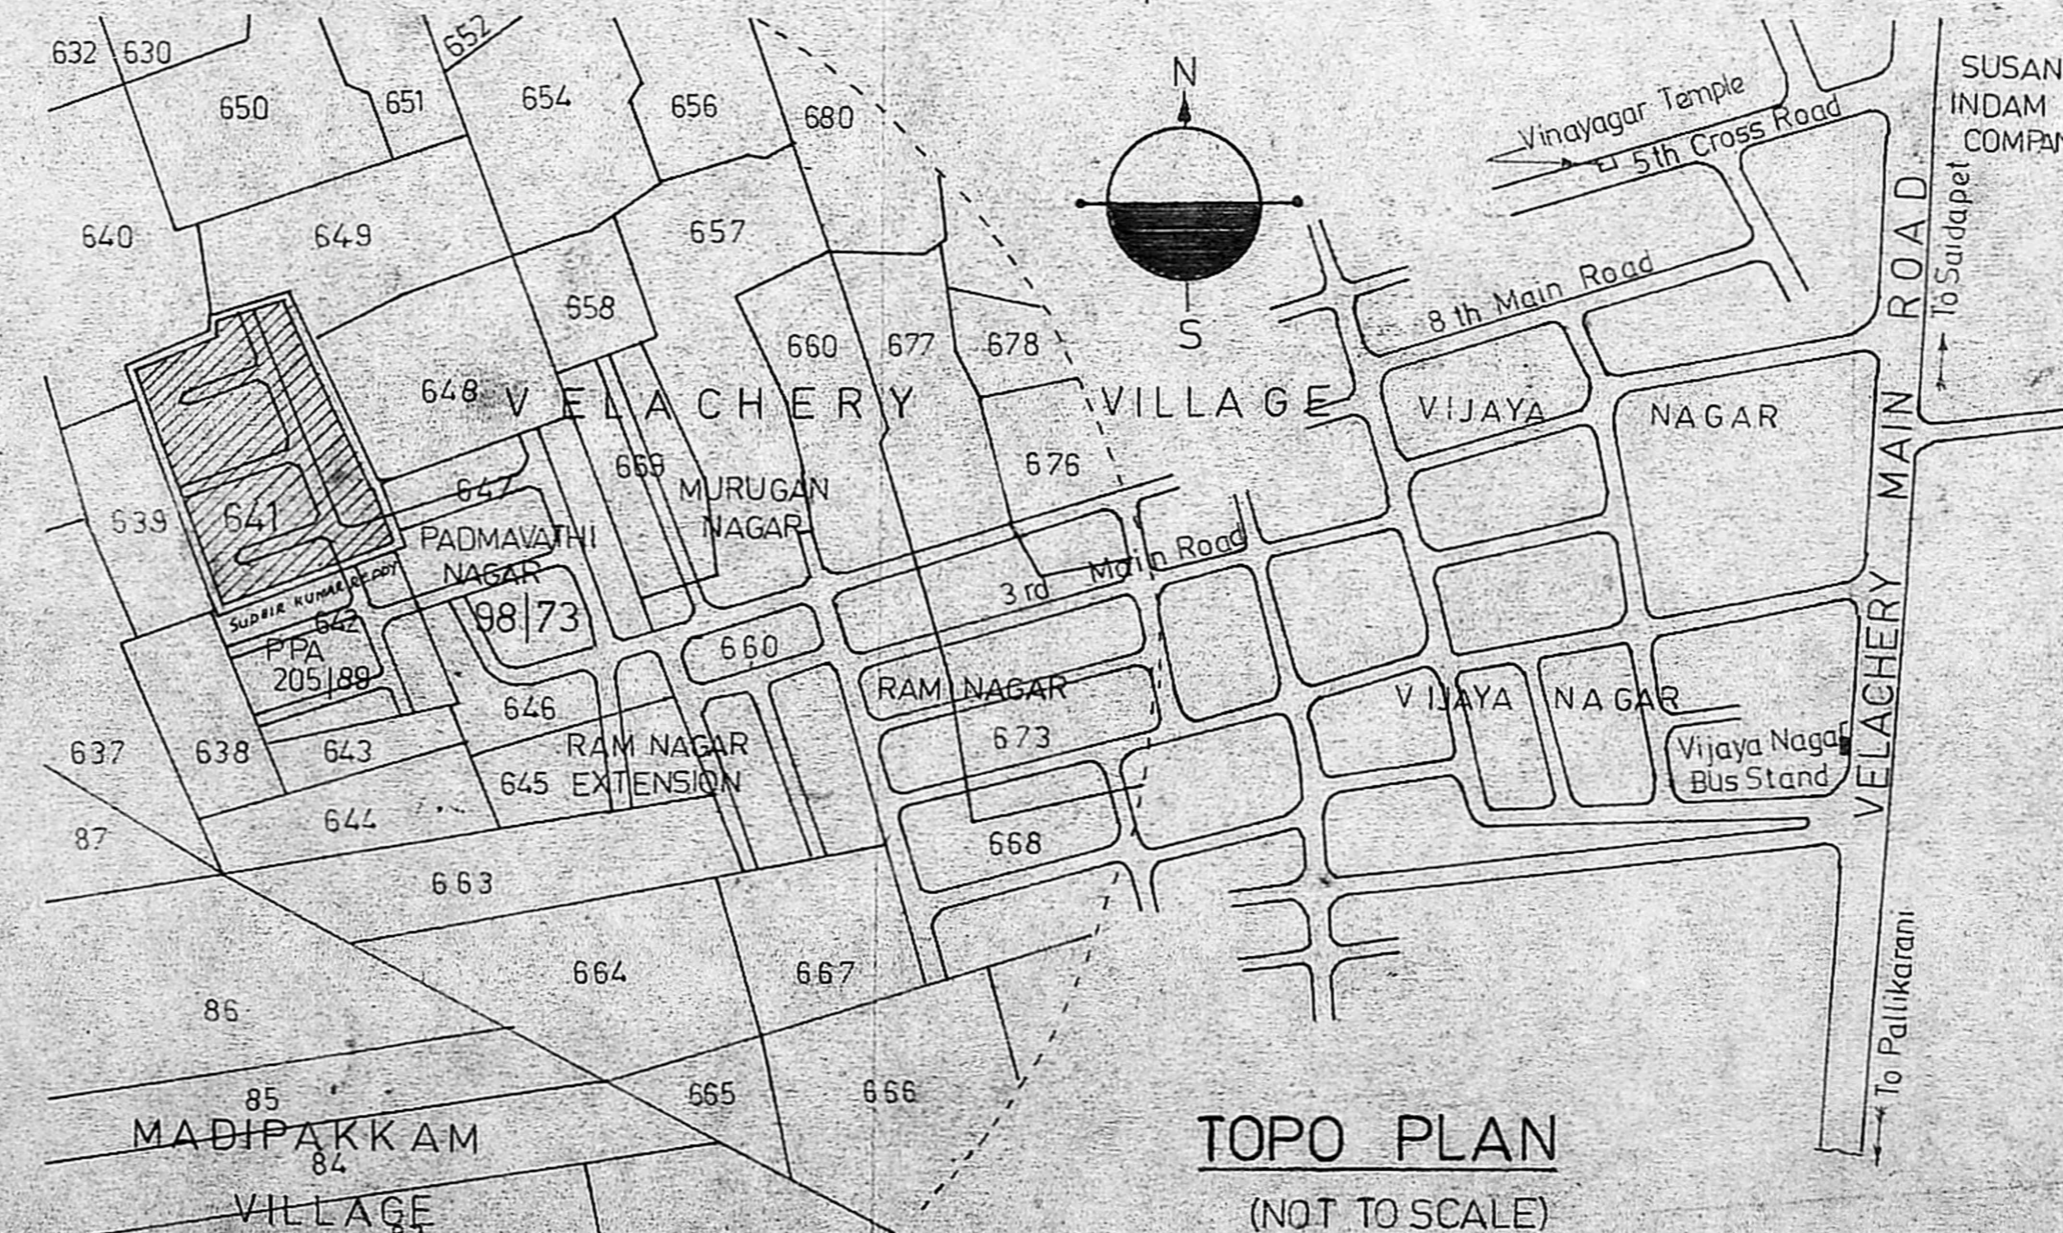 632
630
652
650
651
654
656
680
N
Vinayagar Temple
5th Cross Road
SUSAN
INDAM
COMPAN
640
649
657
658
660
677
678
S
8th Main Road
To Saidapet
648
VELACHERY VILLAGE
VIJAYA NAGAR
VELACHERY MAIN ROAD
639
641
647
669
676
MURUGAN
NAGAR
PADMAVATHI
NAGAR
3rd Main Road
SUDHIR KUMAR REDDY
642
98/73
PPA
205/89
660
RAM NAGAR
VIJAYA NAGAR
646
637
638
643
RAM NAGAR
EXTENSION
645
673
Vijaya Nagar
Bus Stand
87
644
668
663
664
667
To Pallikarani
86
85
665
666
MADIPAKKAM
84
VILLAGE
TOPO PLAN
(NOT TO SCALE)